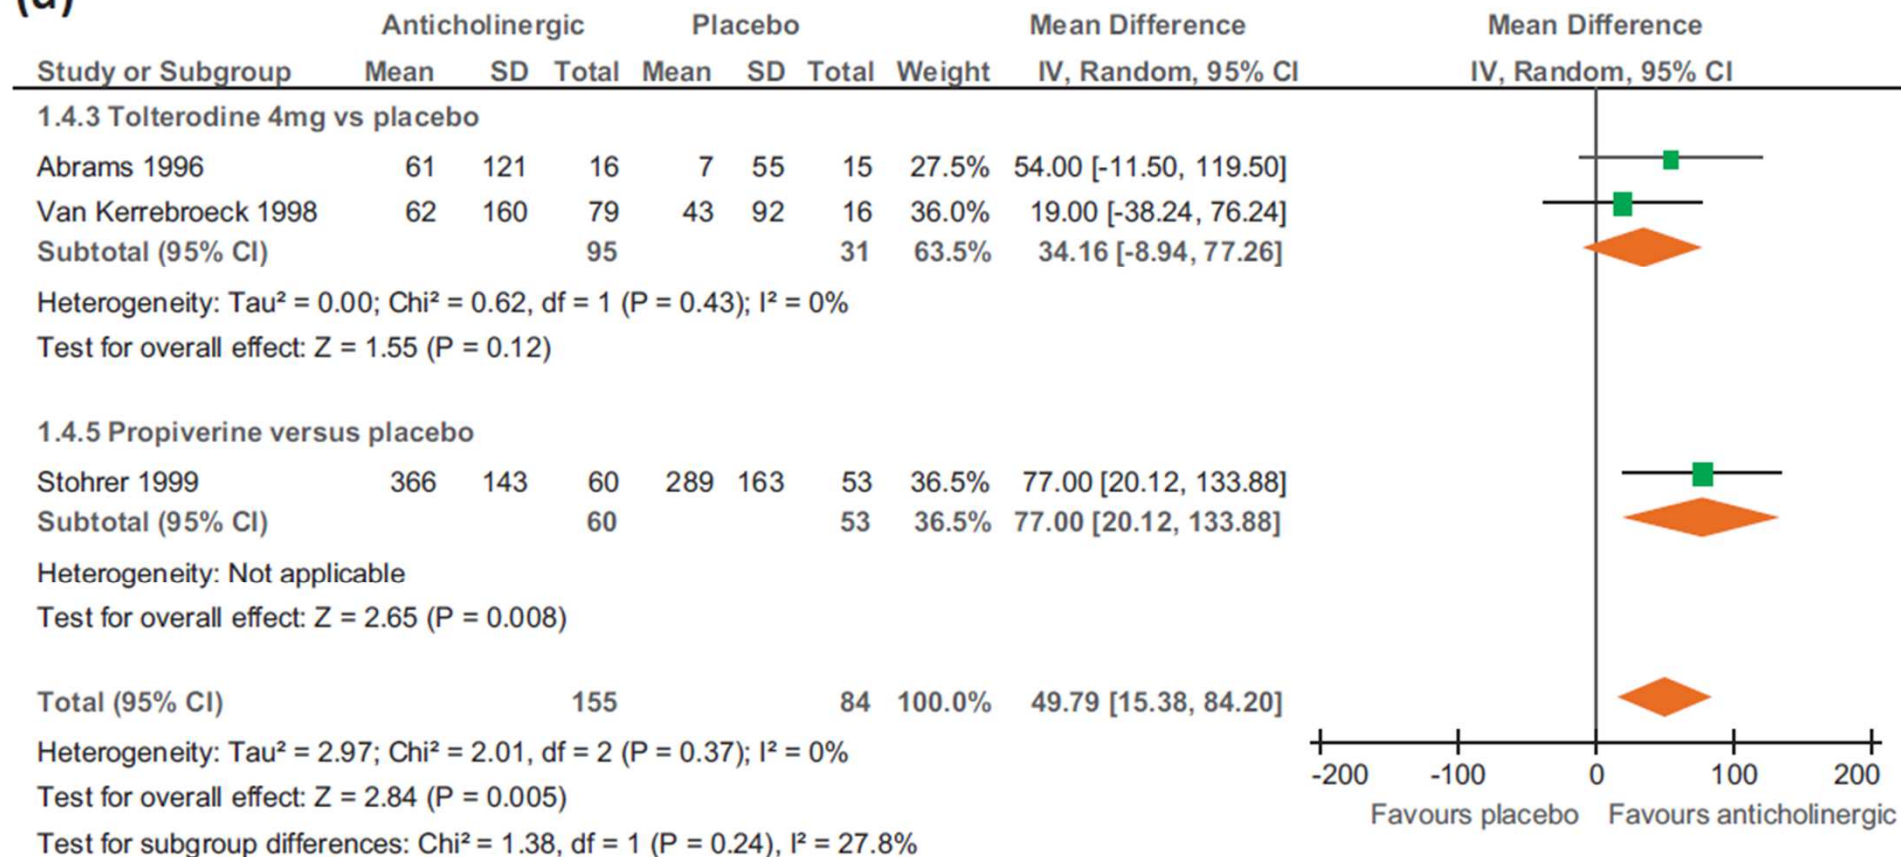 (a)
Anticholinergic Placebo Mean Difference Mean Difference
Study or Subgroup Mean SD Total Mean SD Total Weight IV, Random, 95% CI IV, Random, 95% CI
1.4.3 Tolterodine 4mg vs placebo
Abrams 1996 61 121 16 7 55 15 27.5% 54.00 [-11.50, 119.50]
Van Kerrebroeck 1998 62 160 79 43 92 16 36.0% 19.00 [-38.24, 76.24]
Subtotal (95% CI) 95 31 63.5% 34.16 [-8.94, 77.26]
Heterogeneity: Tau² = 0.00; Chi² = 0.62, df = 1 (P = 0.43); I² = 0%
Test for overall effect: Z = 1.55 (P = 0.12)
1.4.5 Propiverine versus placebo
Stohrer 1999 366 143 60 289 163 53 36.5% 77.00 [20.12, 133.88]
Subtotal (95% CI) 60 53 36.5% 77.00 [20.12, 133.88]
Heterogeneity: Not applicable
Test for overall effect: Z = 2.65 (P = 0.008)
Total (95% CI) 155 84 100.0% 49.79 [15.38, 84.20]
Heterogeneity: Tau² = 2.97; Chi² = 2.01, df = 2 (P = 0.37); I² = 0%
Test for overall effect: Z = 2.84 (P = 0.005)
Test for subgroup differences: Chi² = 1.38, df = 1 (P = 0.24), I² = 27.8%
-200 -100 0 100 200
Favours placebo Favours anticholinergic